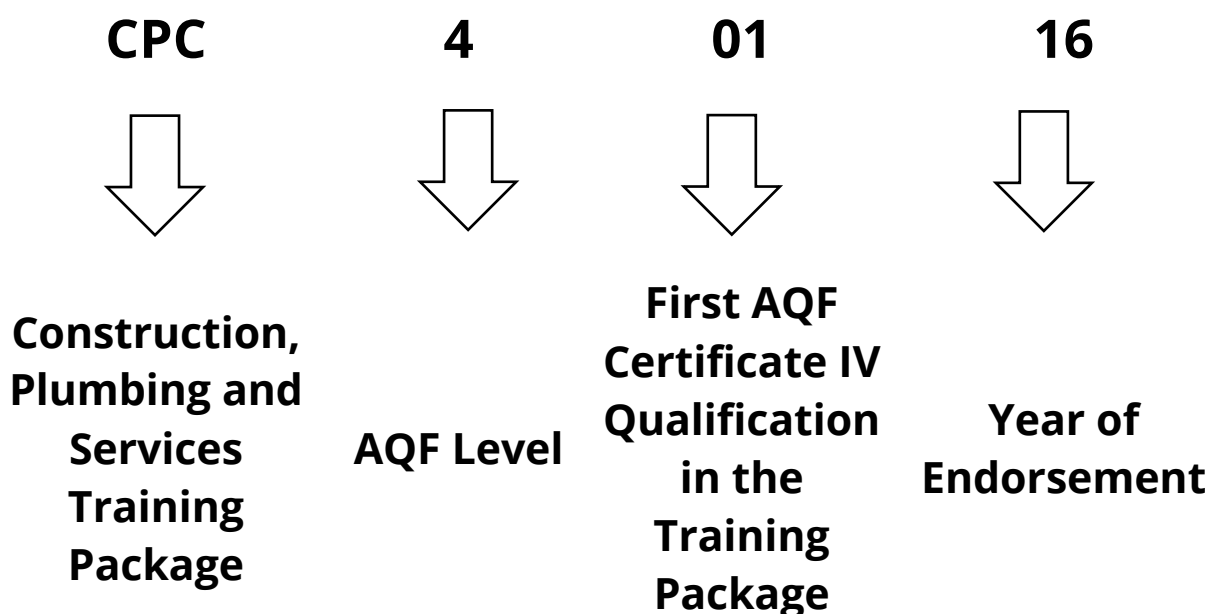 CPC
4
01
16
Construction,
Plumbing and
Services
Training
Package
AQF Level
First AQF
Certificate IV
Qualification
in the
Training
Package
Year of
Endorsement